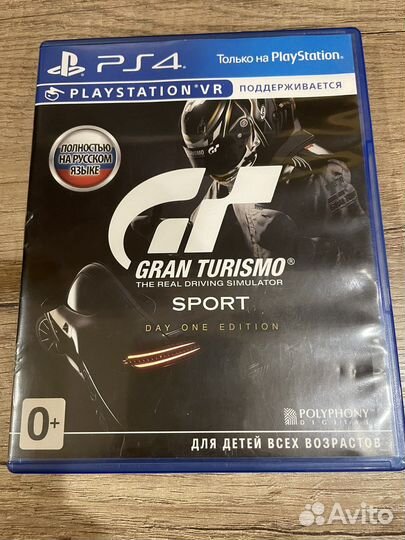 PS4
Только на PlayStation®
PLAYSTATION®VR
ПОДДЕРЖИВАЕТСЯ
ПОЛНОСТЬЮ
НА РУССКОМ
ЯЗЫКЕ
GT
GRAN TURISMO®
THE REAL DRIVING SIMULATOR
SPORT
DAY ONE EDITION
0+
POLYPHONY
DIGITAL
ДЛЯ ДЕТЕЙ ВСЕХ ВОЗРАСТОВ
Avito